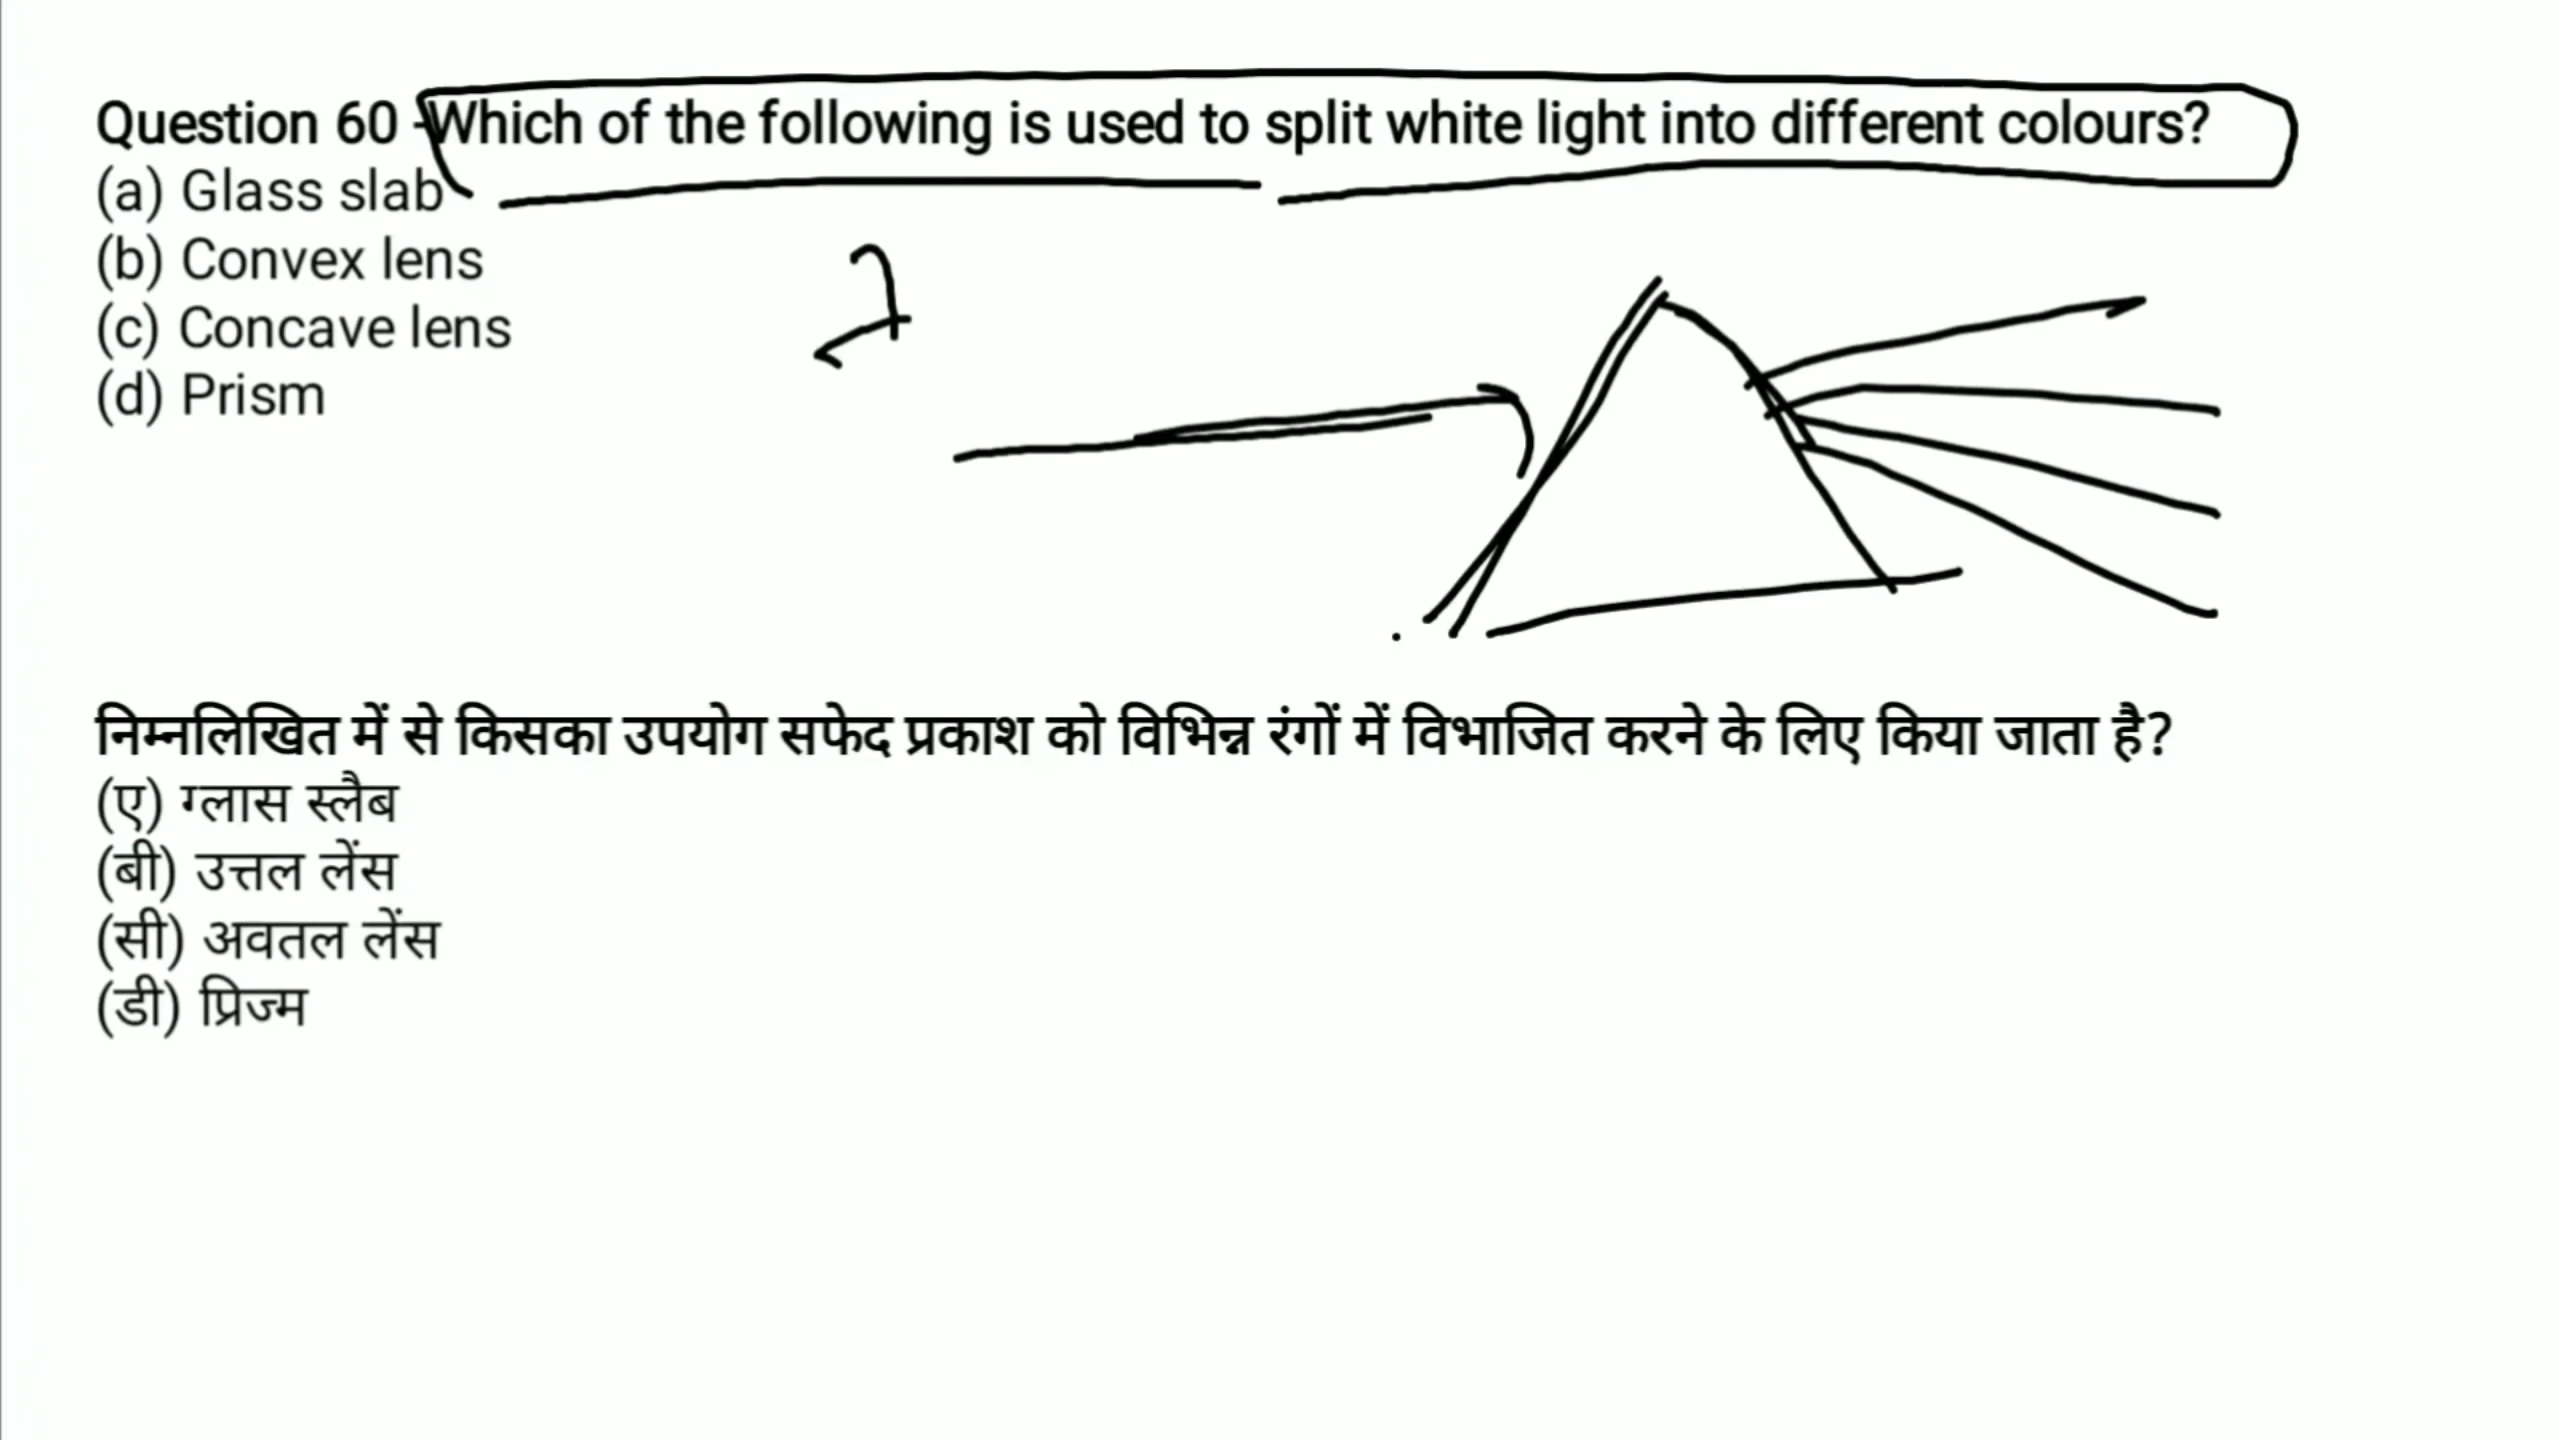 Question 60 -Which of the following is used to split white light into different colours?
(a) Glass slab
(b) Convex lens
(c) Concave lens
(d) Prism
निम्नलिखित में से किसका उपयोग सफेद प्रकाश को विभिन्न रंगों में विभाजित करने के लिए किया जाता है?
(ए) ग्लास स्लैब
(बी) उत्तल लेंस
(सी) अवतल लेंस
(डी) प्रिज्म